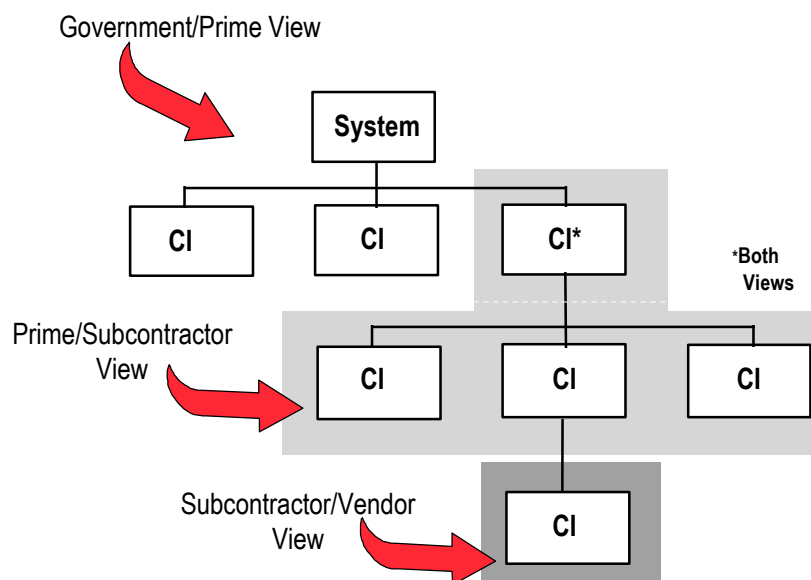 Government/Prime View
System
CI
CI
CI*
*Both
Views
Prime/Subcontractor
View
CI
CI
CI
Subcontractor/Vendor
View
CI